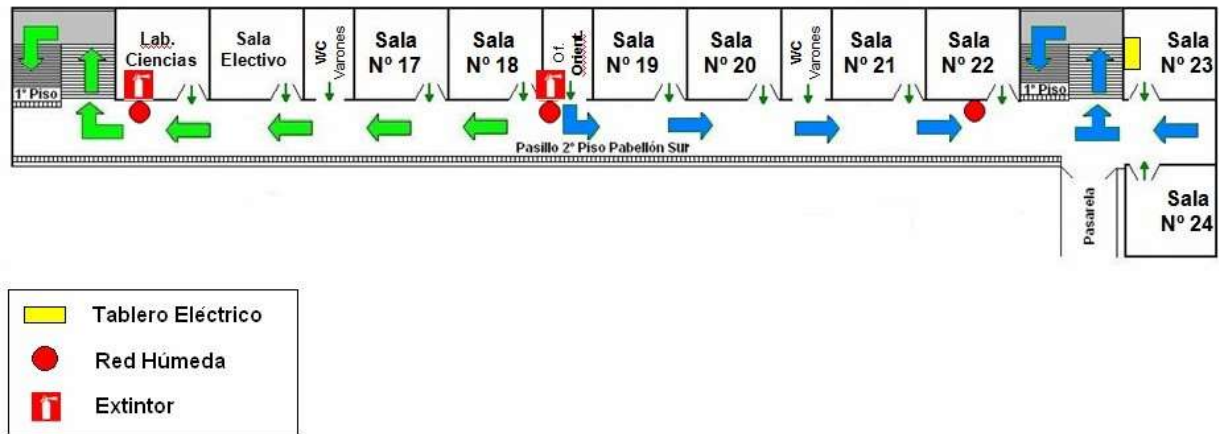 Lab.
Ciencias
Sala
Electivo
WC
Varones
Sala
Nº 17
Sala
Nº 18
Of.
Orient.
Sala
Nº 19
Sala
Nº 20
WC
Varones
Sala
Nº 21
Sala
Nº 22
Sala
Nº 23
1° Piso
1° Piso
Pasillo 2° Piso Pabellón Sur
Pasarela
Sala
Nº 24
Tablero Eléctrico
Red Húmeda
Extintor